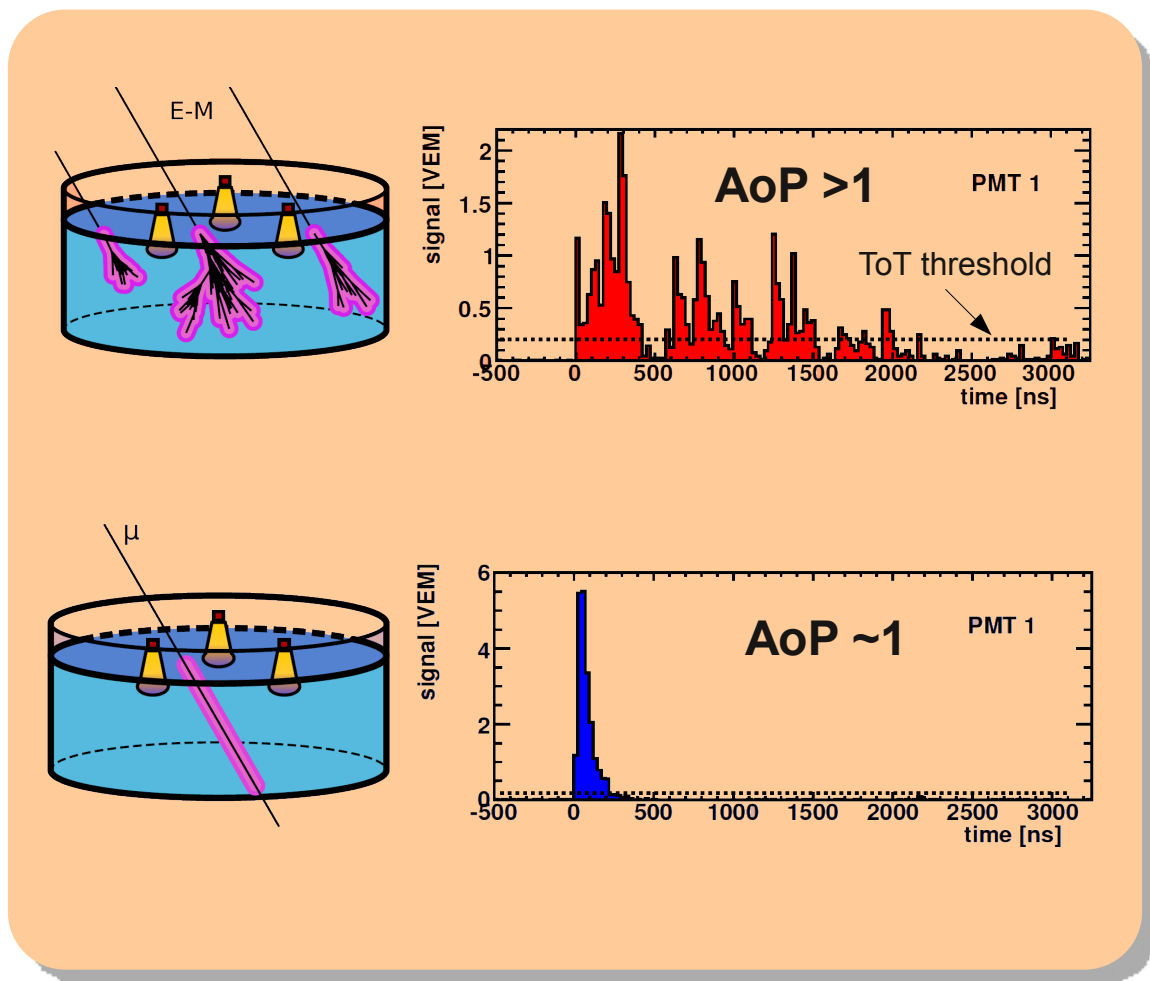 E-M
signal [VEM]
2
1.5
1
0.5
0
AoP >1
PMT 1
ToT threshold
-500 0 500 1000 1500 2000 2500 3000
time [ns]
μ
signal [VEM]
6
4
2
0
AoP ~1
PMT 1
-500 0 500 1000 1500 2000 2500 3000
time [ns]